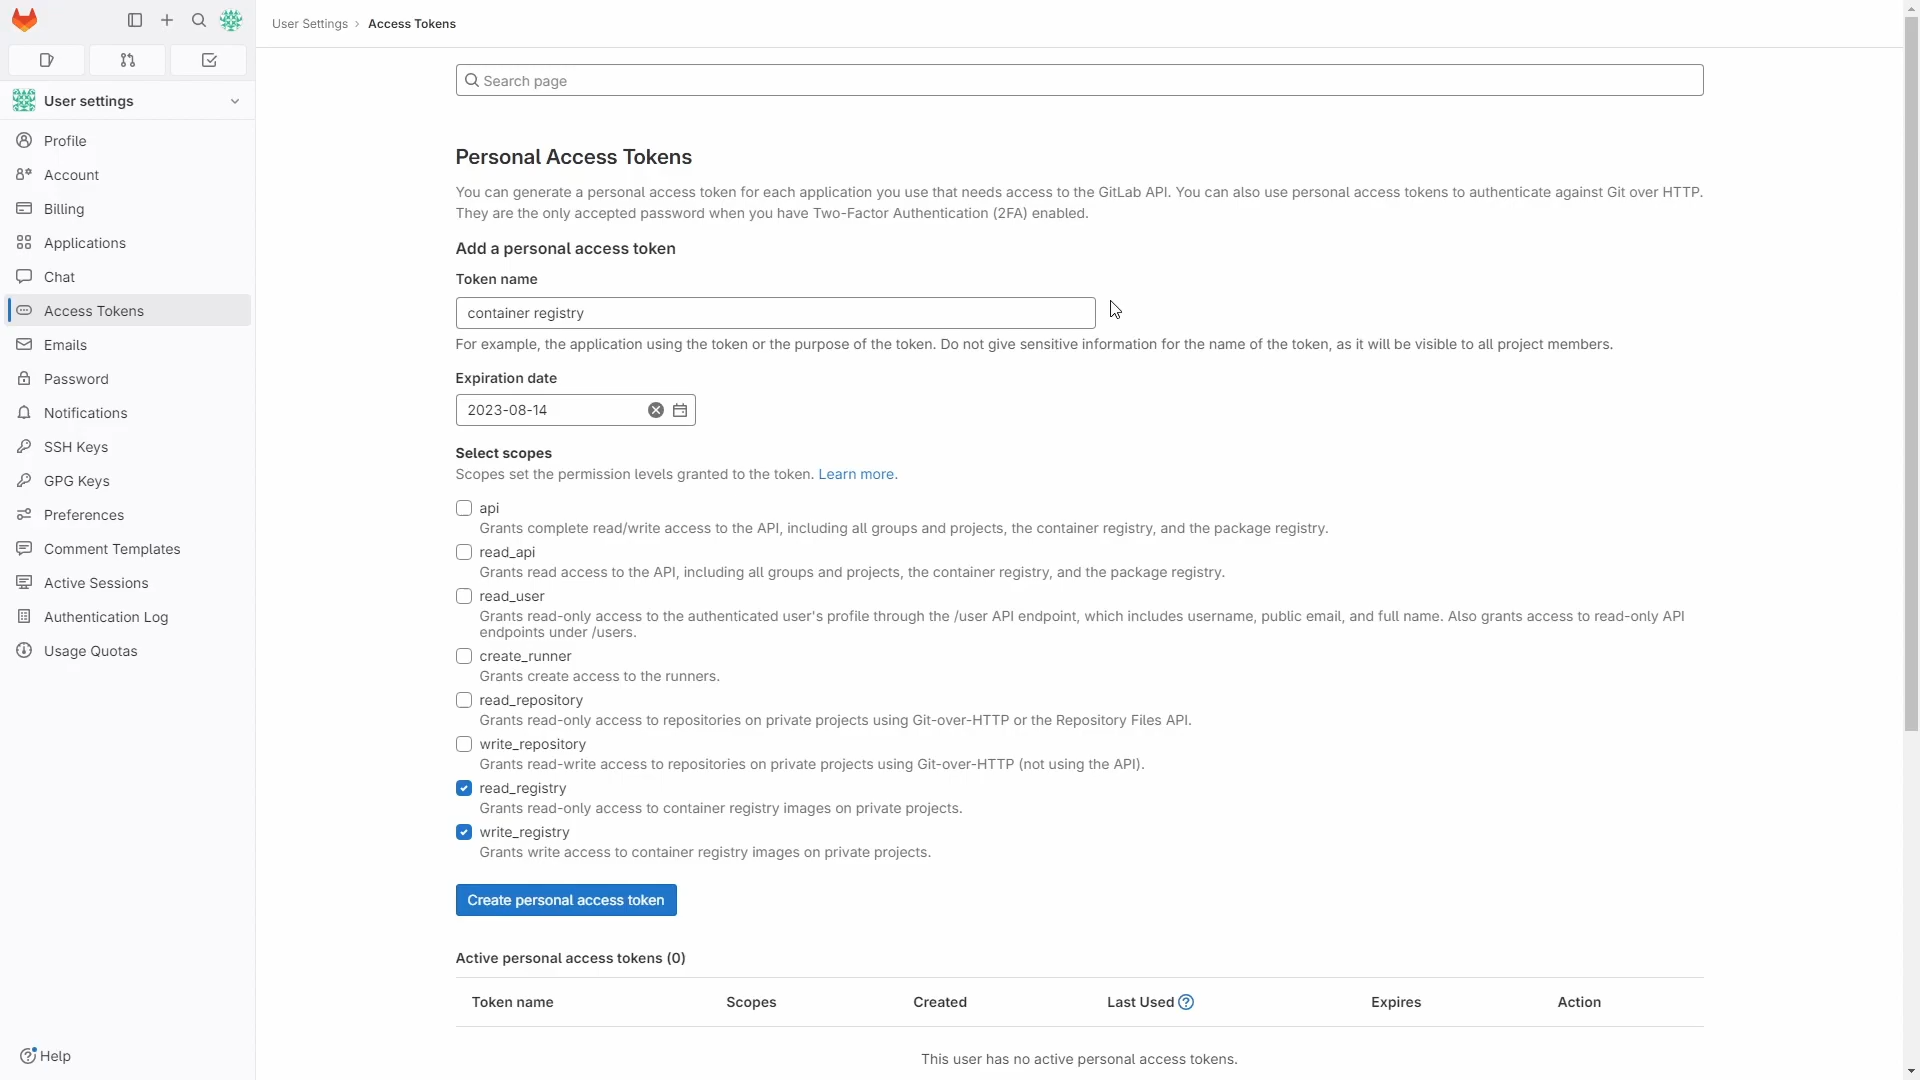 User Settings › Access Tokens
User settings
Profile
Account
Billing
Applications
Chat
Access Tokens
Emails
Password
Notifications
SSH Keys
GPG Keys
Preferences
Comment Templates
Active Sessions
Authentication Log
Usage Quotas
Help
Search page
Personal Access Tokens
You can generate a personal access token for each application you use that needs access to the GitLab API. You can also use personal access tokens to authenticate against Git over HTTP.
They are the only accepted password when you have Two-Factor Authentication (2FA) enabled.
Add a personal access token
Token name
container registry
For example, the application using the token or the purpose of the token. Do not give sensitive information for the name of the token, as it will be visible to all project members.
Expiration date
2023-08-14
Select scopes
Scopes set the permission levels granted to the token. Learn more.
api
Grants complete read/write access to the API, including all groups and projects, the container registry, and the package registry.
read_api
Grants read access to the API, including all groups and projects, the container registry, and the package registry.
read_user
Grants read-only access to the authenticated user's profile through the /user API endpoint, which includes username, public email, and full name. Also grants access to read-only API
endpoints under /users.
create_runner
Grants create access to the runners.
read_repository
Grants read-only access to repositories on private projects using Git-over-HTTP or the Repository Files API.
write_repository
Grants read-write access to repositories on private projects using Git-over-HTTP (not using the API).
read_registry
Grants read-only access to container registry images on private projects.
write_registry
Grants write access to container registry images on private projects.
Create personal access token
Active personal access tokens (0)
Token name Scopes Created Last Used ? Expires Action
This user has no active personal access tokens.